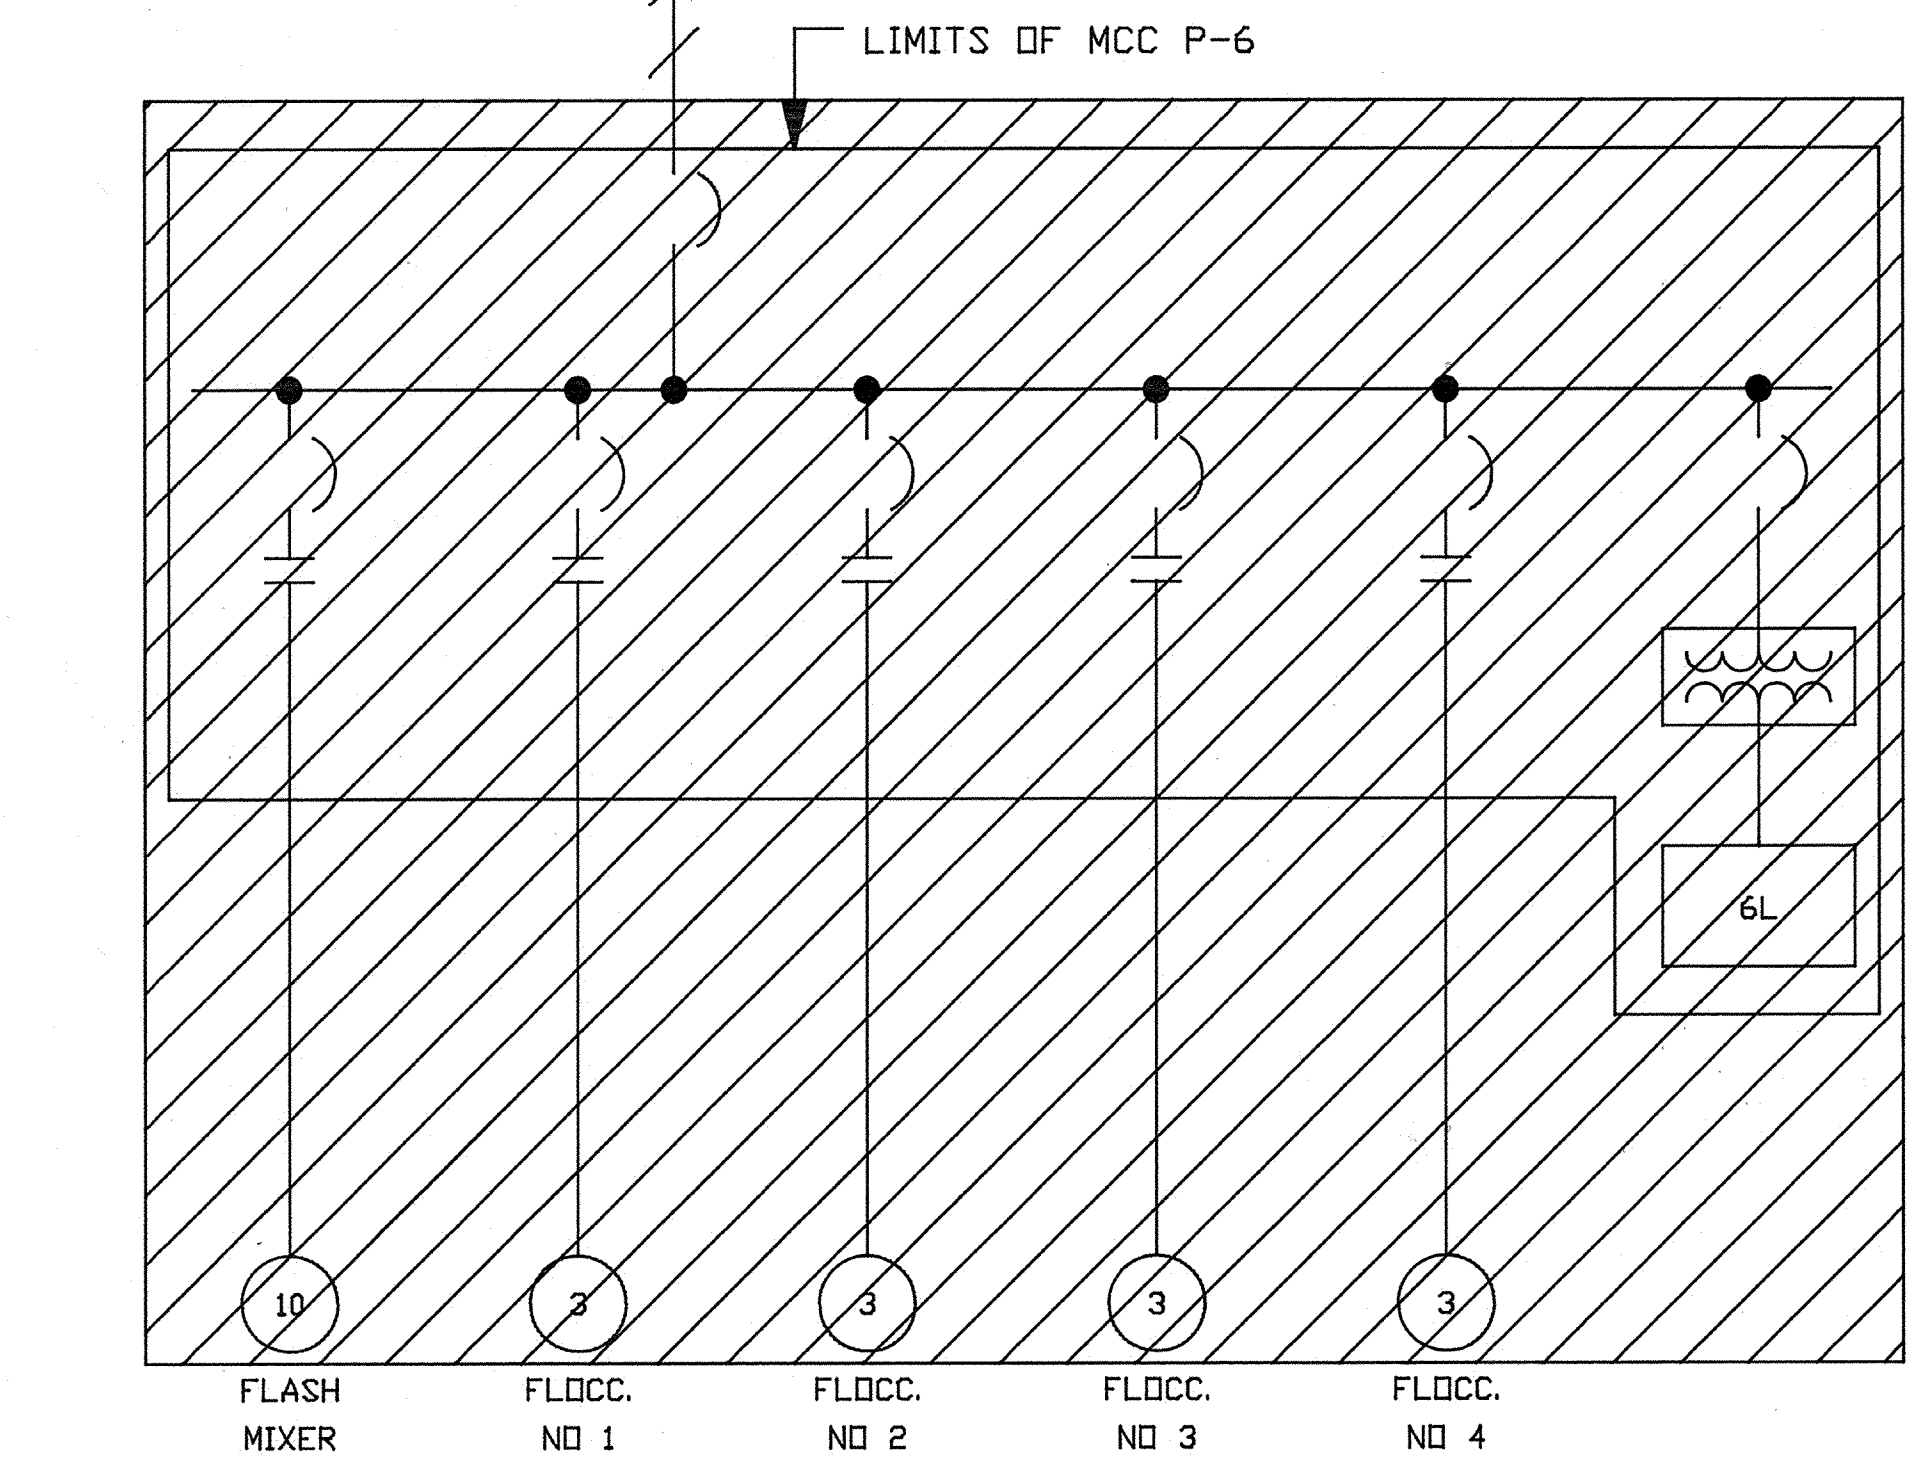 LIMITS OF MCC P-6
6L
10
3
3
3
3
FLASH
MIXER
FLOCC.
NO 1
FLOCC.
NO 2
FLOCC.
NO 3
FLOCC.
NO 4